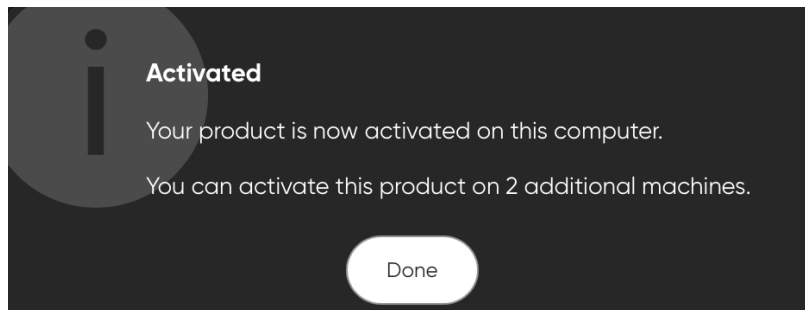 Activated
Your product is now activated on this computer.
You can activate this product on 2 additional machines.
Done